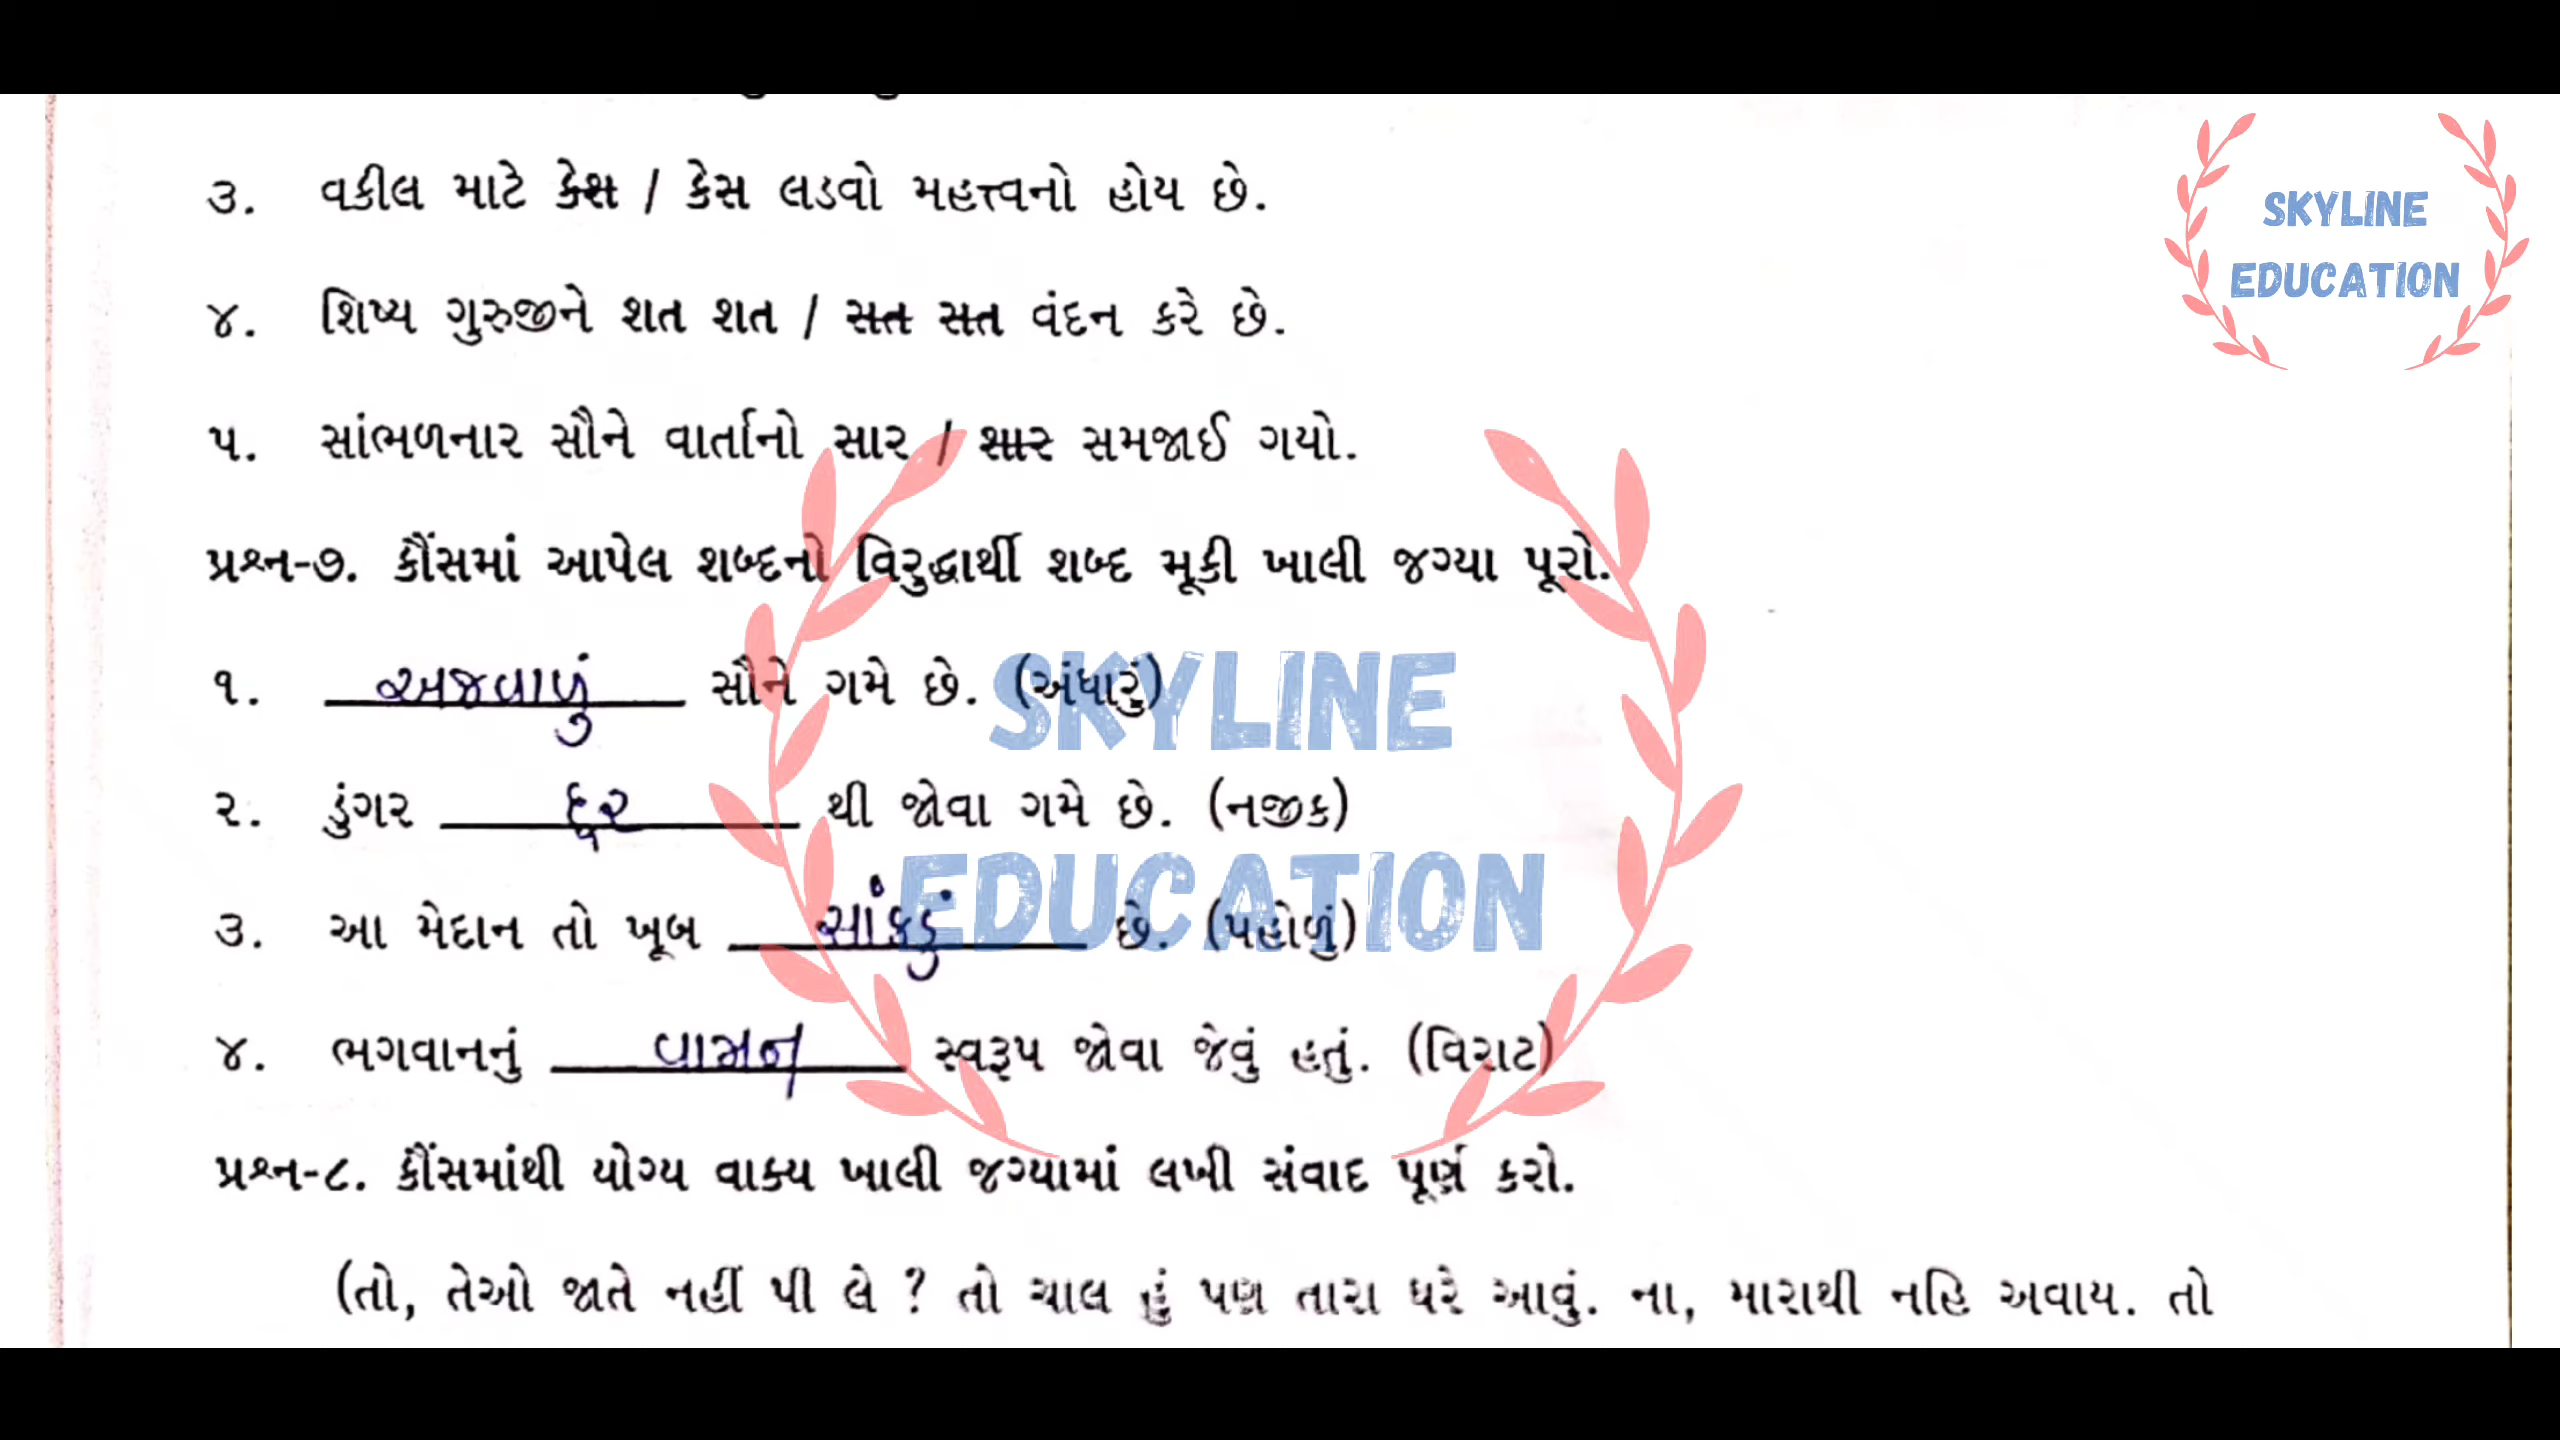 ૩. વકીલ માટે કેશ / કેસ લડવો મહત્ત્વનો હોય છે.
SKYLINE
EDUCATION
૪. શિષ્ય ગુરુજીને શત શત / સત સત વંદન કરે છે.
૫. સાંભળનાર સૌને વાર્તાનો સાર / શાર સમજાઈ ગયો.
પ્રશ્ન-૭. કૌંસમાં આપેલ શબ્દનો વિરુદ્ધાર્થી શબ્દ મૂકી ખાલી જગ્યા પૂરો.
૧. અજવાળું સૌને ગમે છે. (અંધારું)
SKYLINE
૨. ડુંગર દૂર થી જોવા ગમે છે. (નજીક)
EDUCATION
૩. આ મેદાન તો ખૂબ સાંકડું છે. (પહોળું)
૪. ભગવાનનું વામન સ્વરૂપ જોવા જેવું હતું. (વિરાટ)
પ્રશ્ન-૮. કૌંસમાંથી યોગ્ય વાક્ય ખાલી જગ્યામાં લખી સંવાદ પૂર્ણ કરો.
(તો, તેઓ જાતે નહીં પી લે ? તો ચાલ હું પણ તારા ઘરે આવું. ના, મારાથી નહિ અવાય. તો